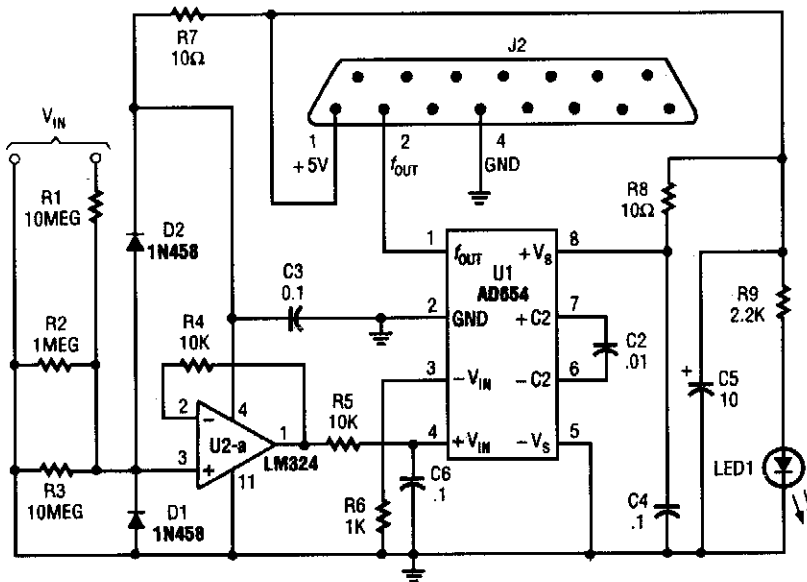 R7
10Ω
J2
V_IN
1
+5V
2
f_OUT
4
GND
R1
10MEG
D2
1N458
R8
10Ω
1
f_OUT
+V_S
8
U1
AD654
C3
0.1
2
GND
+C2
7
R9
2.2K
R2
1MEG
R4
10K
C2
.01
3
−V_IN
−C2
6
+
C5
10
2
−
4
U2-a
1
R5
10K
4
+V_IN
−V_S
5
3
+
LM324
11
R3
10MEG
C6
.1
LED1
D1
1N458
R6
1K
C4
.1